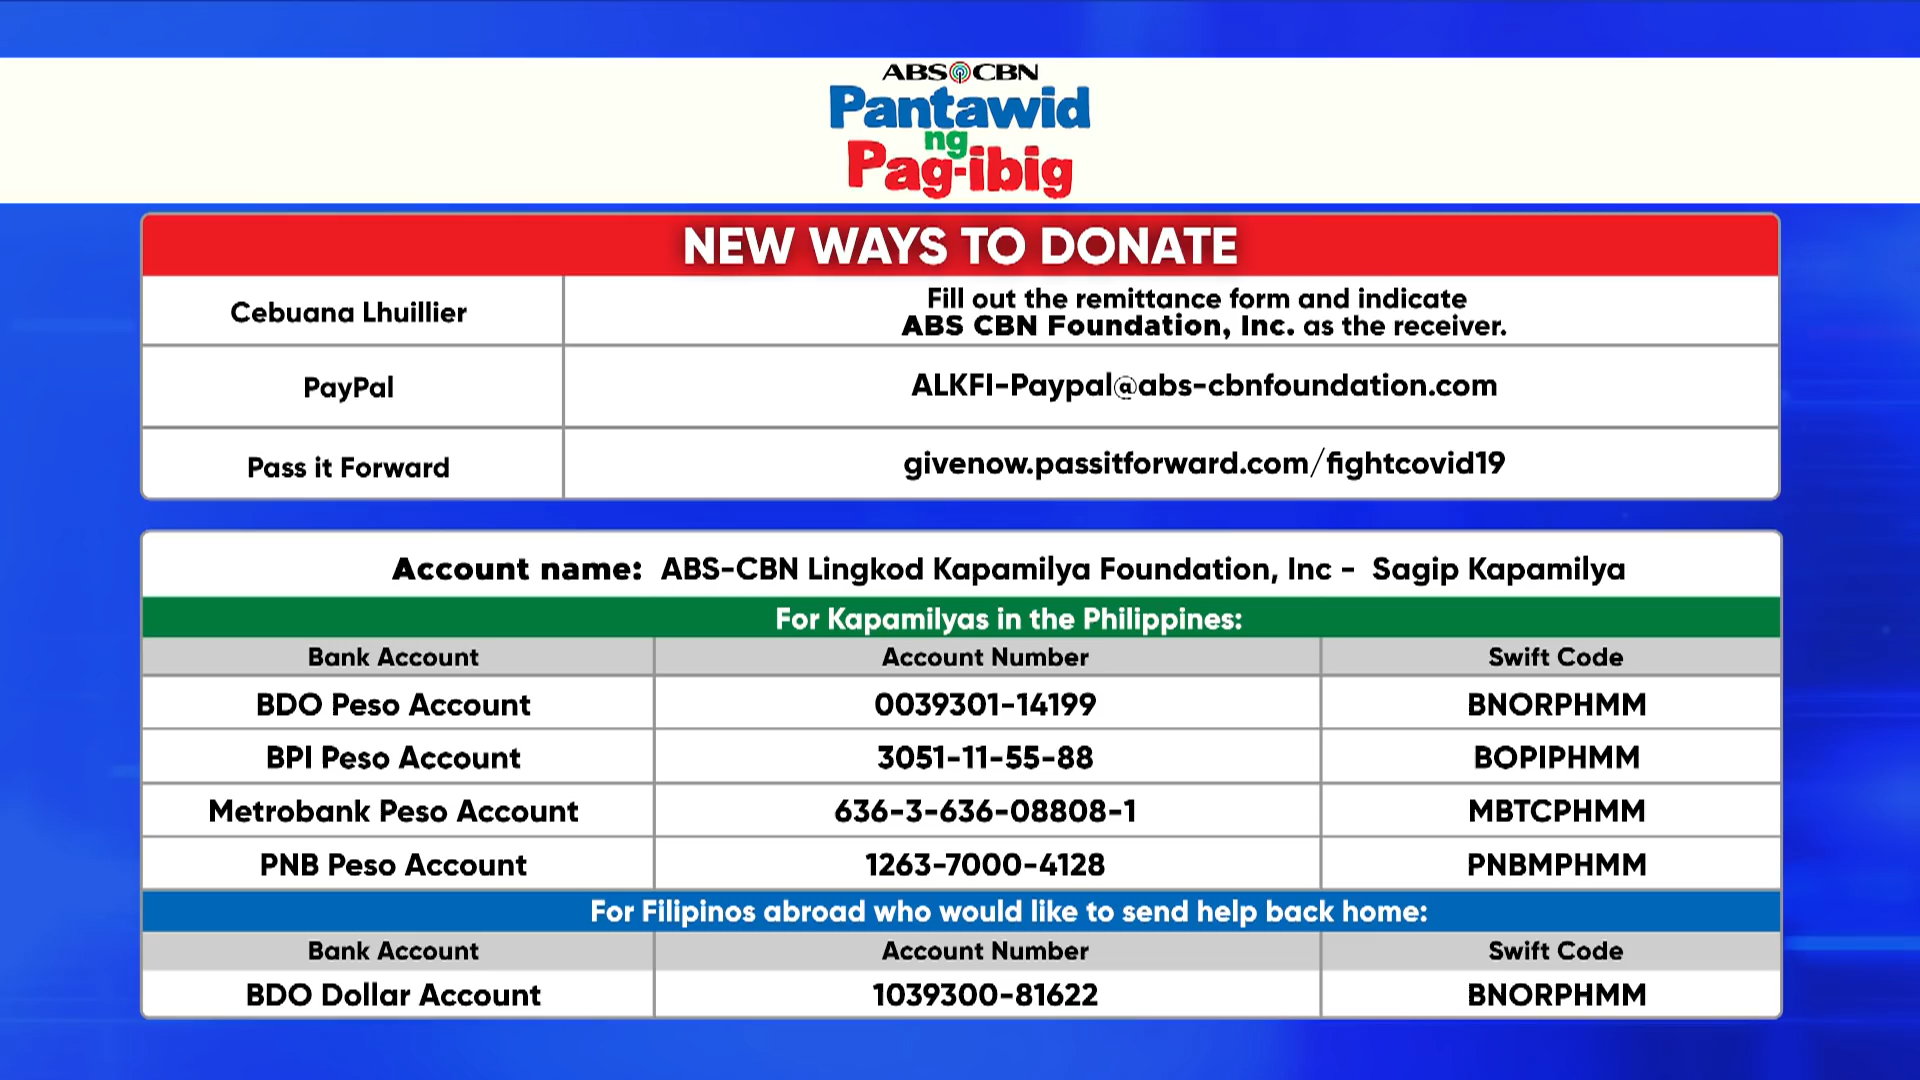 ABS-CBN
Pantawid
ng
Pag-ibig
NEW WAYS TO DONATE
Cebuana Lhuillier
Fill out the remittance form and indicate
ABS CBN Foundation, Inc. as the receiver.
PayPal
ALKFI-Paypal@abs-cbnfoundation.com
Pass it Forward
givenow.passitforward.com/fightcovid19
Account name: ABS-CBN Lingkod Kapamilya Foundation, Inc - Sagip Kapamilya
For Kapamilyas in the Philippines:
Bank Account Account Number Swift Code
BDO Peso Account 0039301-14199 BNORPHMM
BPI Peso Account 3051-11-55-88 BOPIPHMM
Metrobank Peso Account 636-3-636-08808-1 MBTCPHMM
PNB Peso Account 1263-7000-4128 PNBMPHMM
For Filipinos abroad who would like to send help back home:
Bank Account Account Number Swift Code
BDO Dollar Account 1039300-81622 BNORPHMM